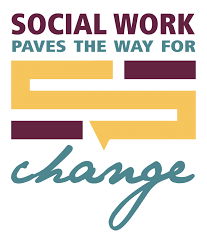 SOCIAL WORK
PAVES THE WAY FOR
change